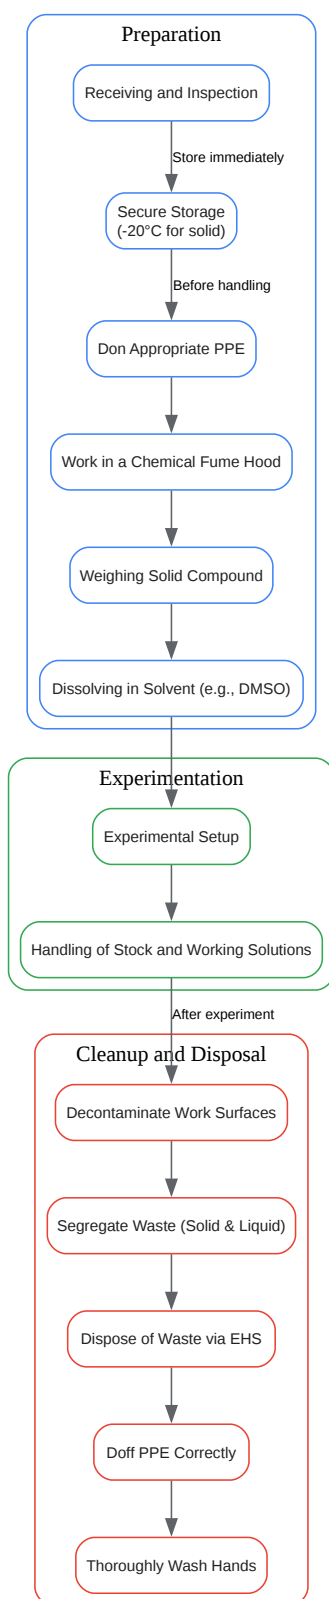 Preparation
Receiving and Inspection
Store immediately
Secure Storage
(-20°C for solid)
Before handling
Don Appropriate PPE
Work in a Chemical Fume Hood
Weighing Solid Compound
Dissolving in Solvent (e.g., DMSO)
Experimentation
Experimental Setup
Handling of Stock and Working Solutions
After experiment
Cleanup and Disposal
Decontaminate Work Surfaces
Segregate Waste (Solid & Liquid)
Dispose of Waste via EHS
Doff PPE Correctly
Thoroughly Wash Hands